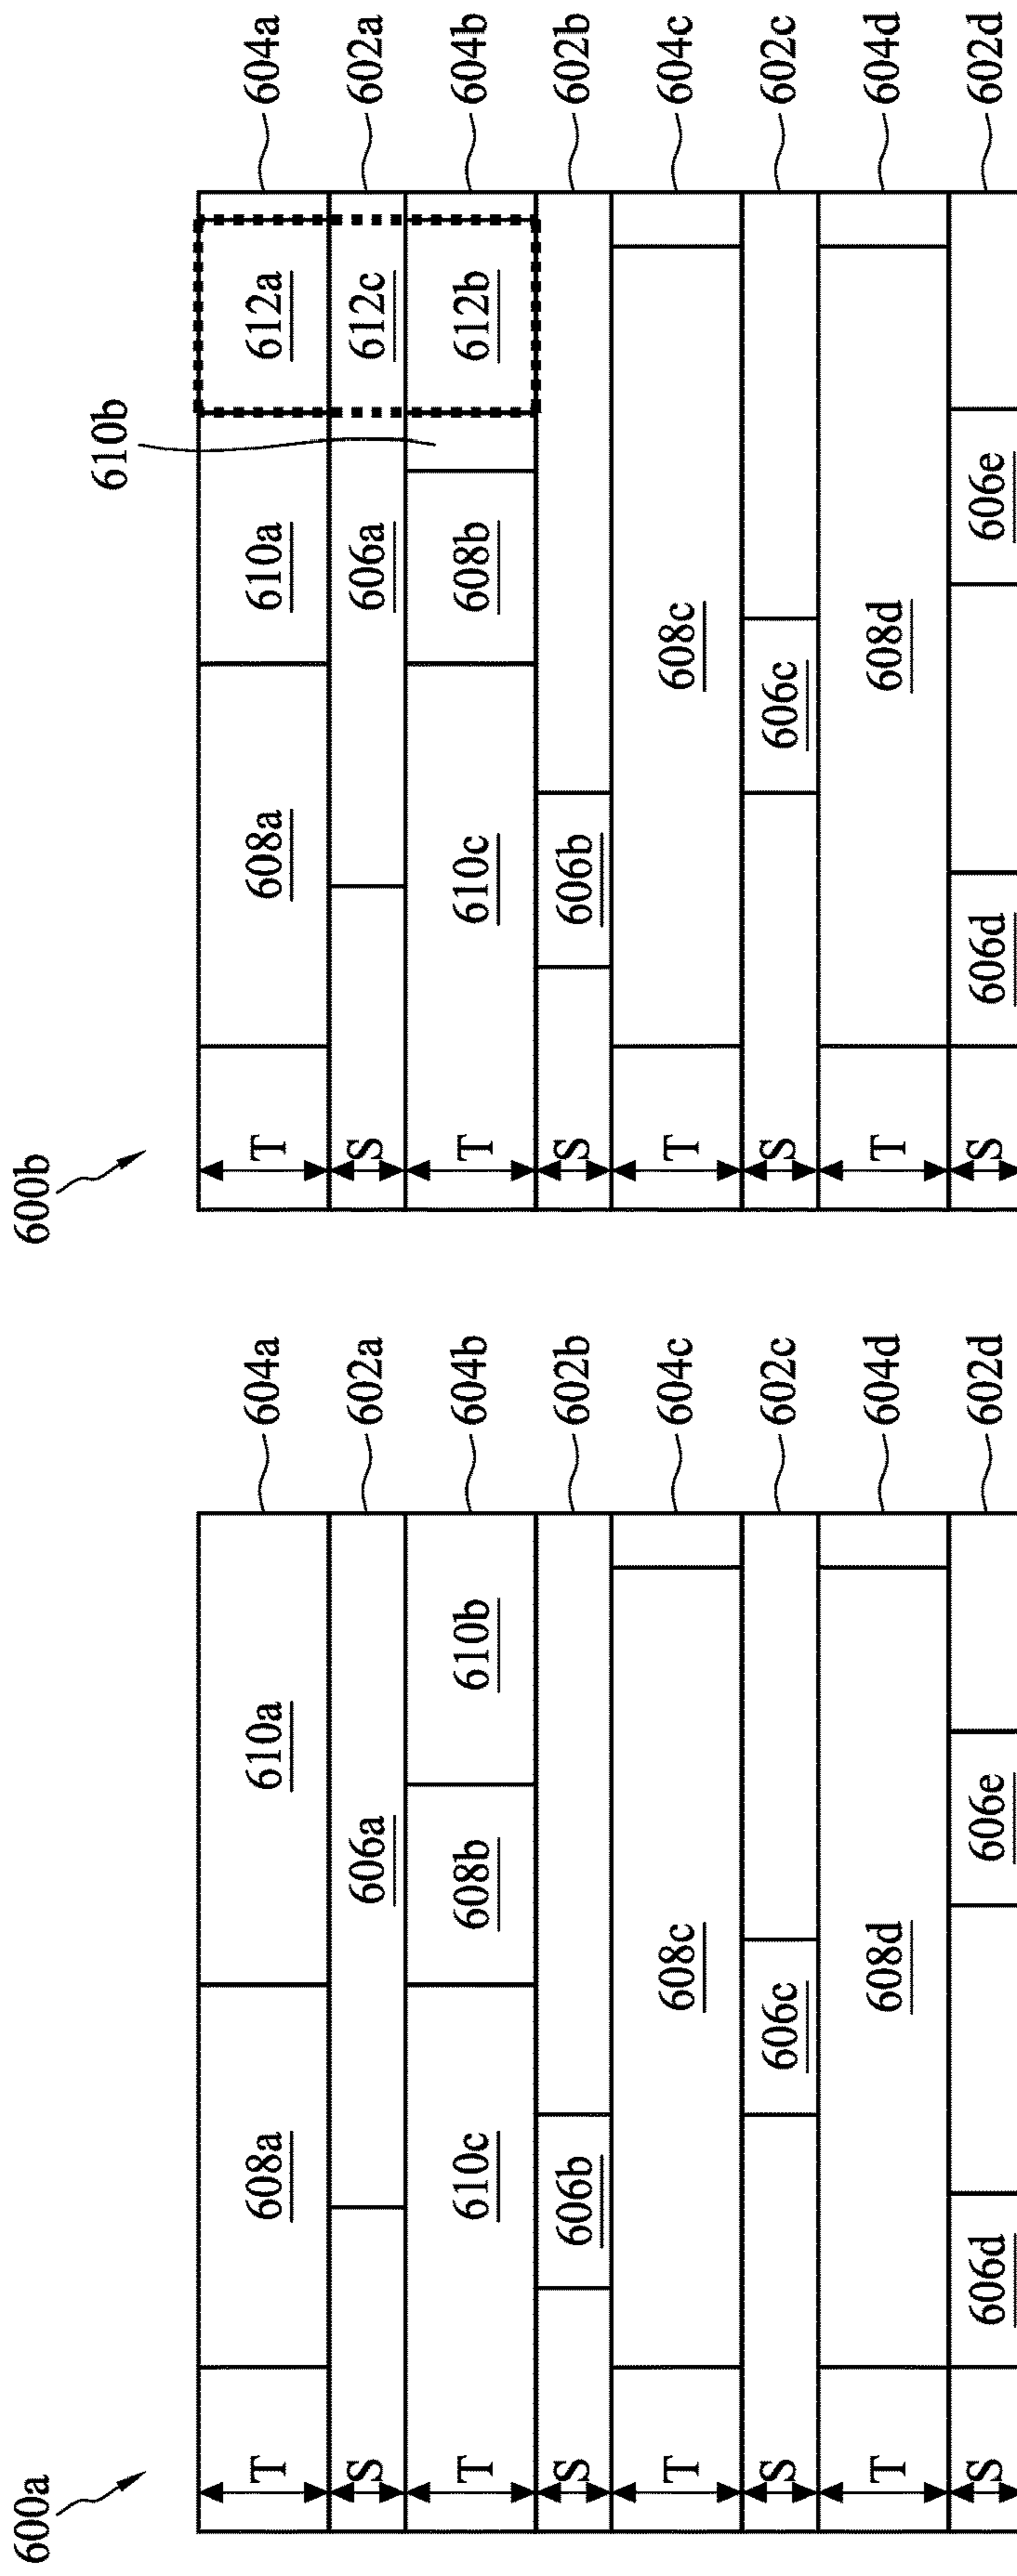 600a
600b
610b
T 608a 610a 604a
T 608a 610a 612a 604a
S 606a 602a
S 606a 612c 602a
T 610c 608b 610b 604b
T 610c 608b 612b 604b
S 606b 602b
S 606b 602b
T 608c 604c
T 608c 604c
S 606c 602c
S 606c 602c
T 608d 604d
T 608d 604d
S 606d 606e 602d
S 606d 606e 602d